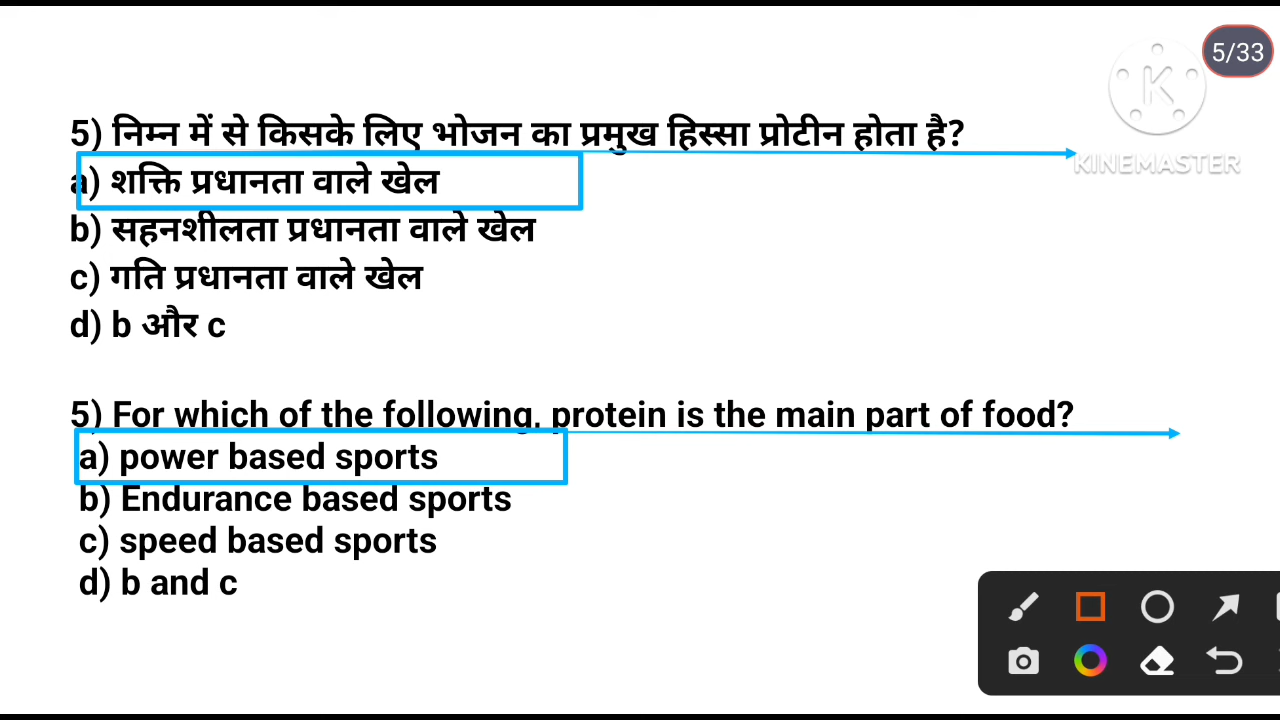 5/33
KINEMASTER
5) निम्न में से किसके लिए भोजन का प्रमुख हिस्सा प्रोटीन होता है?
a) शक्ति प्रधानता वाले खेल
b) सहनशीलता प्रधानता वाले खेल
c) गति प्रधानता वाले खेल
d) b और c
5) For which of the following, protein is the main part of food?
a) power based sports
b) Endurance based sports
c) speed based sports
d) b and c